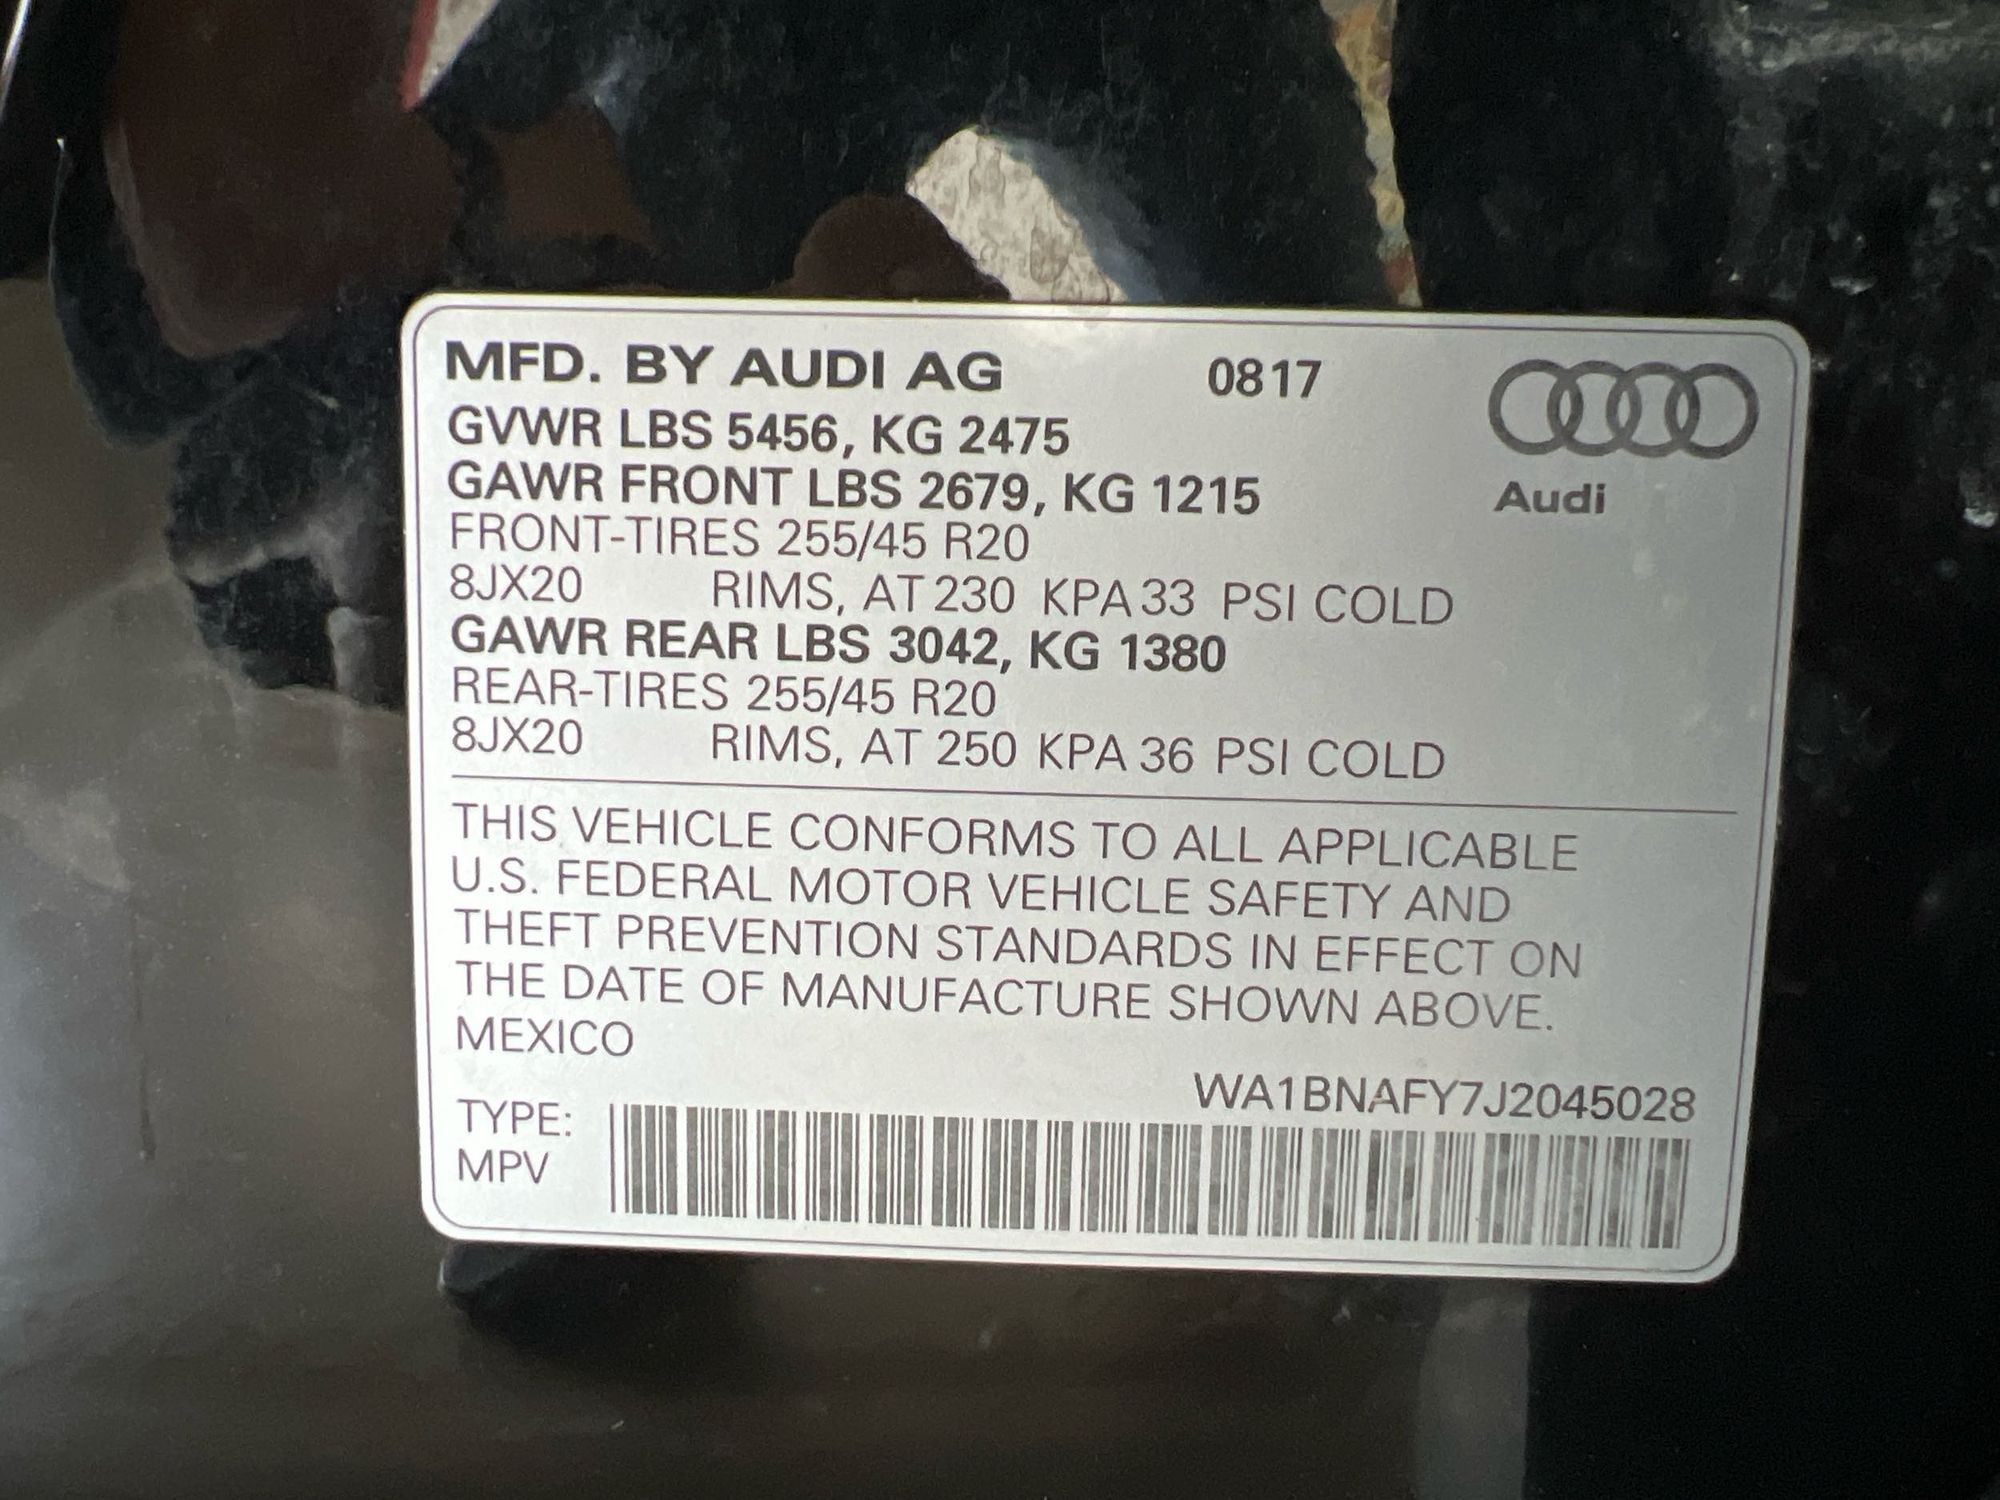 MFD. BY AUDI AG 0817
GVWR LBS 5456, KG 2475
GAWR FRONT LBS 2679, KG 1215
Audi
FRONT-TIRES 255/45 R20
8JX20 RIMS, AT 230 KPA 33 PSI COLD
GAWR REAR LBS 3042, KG 1380
REAR-TIRES 255/45 R20
8JX20 RIMS, AT 250 KPA 36 PSI COLD
THIS VEHICLE CONFORMS TO ALL APPLICABLE
U.S. FEDERAL MOTOR VEHICLE SAFETY AND
THEFT PREVENTION STANDARDS IN EFFECT ON
THE DATE OF MANUFACTURE SHOWN ABOVE.
MEXICO
WA1BNAFY7J2045028
TYPE:
MPV